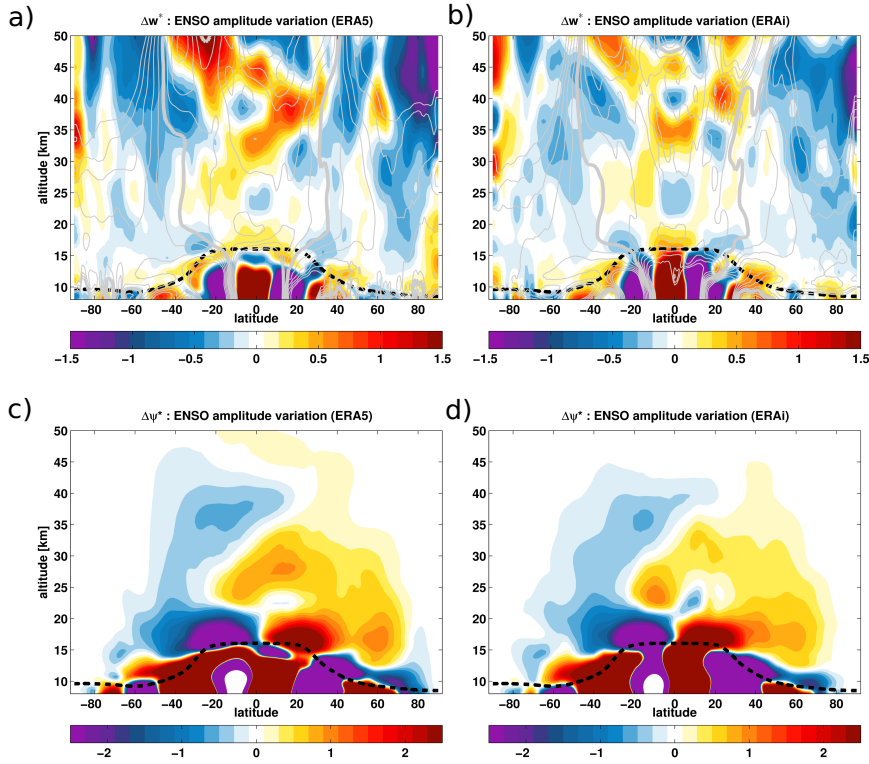 a)
Δw* : ENSO amplitude variation (ERA5)
altitude [km]
50
45
40
35
30
25
20
15
10
−80 −60 −40 −20 0 20 40 60 80
latitude
−1.5 −1 −0.5 0 0.5 1 1.5
b)
Δw* : ENSO amplitude variation (ERAi)
50
45
40
35
30
25
20
15
10
−80 −60 −40 −20 0 20 40 60 80
latitude
−1.5 −1 −0.5 0 0.5 1 1.5
c)
Δψ* : ENSO amplitude variation (ERA5)
altitude [km]
50
45
40
35
30
25
20
15
10
−80 −60 −40 −20 0 20 40 60 80
latitude
−2 −1 0 1 2
d)
Δψ* : ENSO amplitude variation (ERAi)
50
45
40
35
30
25
20
15
10
−80 −60 −40 −20 0 20 40 60 80
latitude
−2 −1 0 1 2